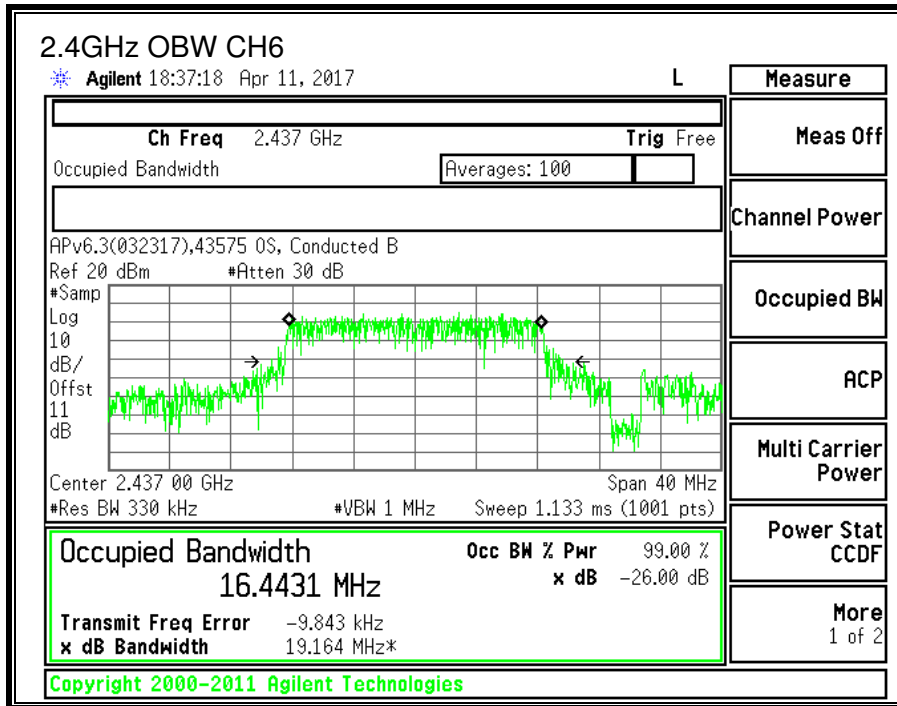 2.4GHz OBW CH6
Agilent 18:37:18 Apr 11, 2017 L
Measure
Ch Freq 2.437 GHz Trig Free
Meas Off
Occupied Bandwidth Averages: 100
Channel Power
APv6.3(032317),43575 OS, Conducted B
Ref 20 dBm #Atten 30 dB
#Samp
Log
10
dB/
Offst
11
dB
Occupied BW
ACP
Multi Carrier
Power
Center 2.437 00 GHz Span 40 MHz
#Res BW 330 kHz #VBW 1 MHz Sweep 1.133 ms (1001 pts)
Occupied Bandwidth Occ BW % Pwr 99.00 %
16.4431 MHz x dB -26.00 dB
Power Stat
CCDF
Transmit Freq Error -9.843 kHz
x dB Bandwidth 19.164 MHz*
More
1 of 2
Copyright 2000-2011 Agilent Technologies